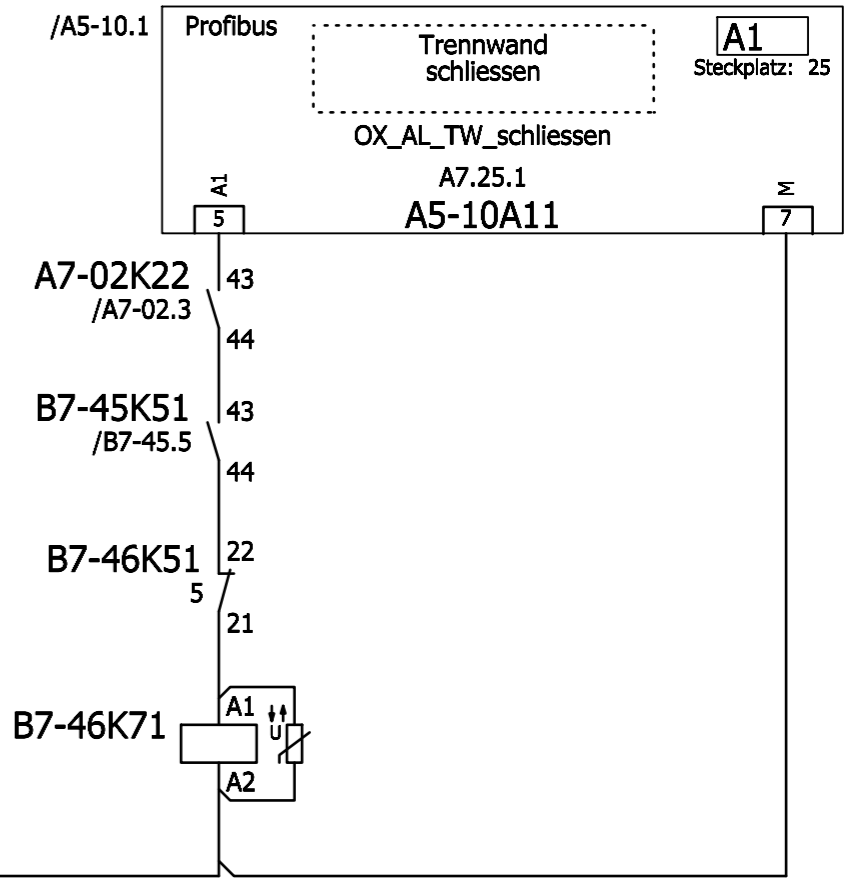 /A5-10.1
Profibus
Trennwand
schliessen
A1
Steckplatz: 25
OX_AL_TW_schliessen
A7.25.1
A5-10A11
A1
5
M
7
A7-02K22
/A7-02.3
43
44
B7-45K51
/B7-45.5
43
44
B7-46K51
5
22
21
B7-46K71
A1
U
A2